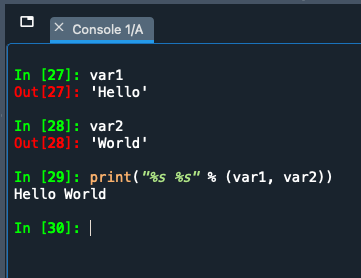 Console 1/A
In [27]: var1
Out[27]: 'Hello'
In [28]: var2
Out[28]: 'World'
In [29]: print("%s %s" % (var1, var2))
Hello World
In [30]: